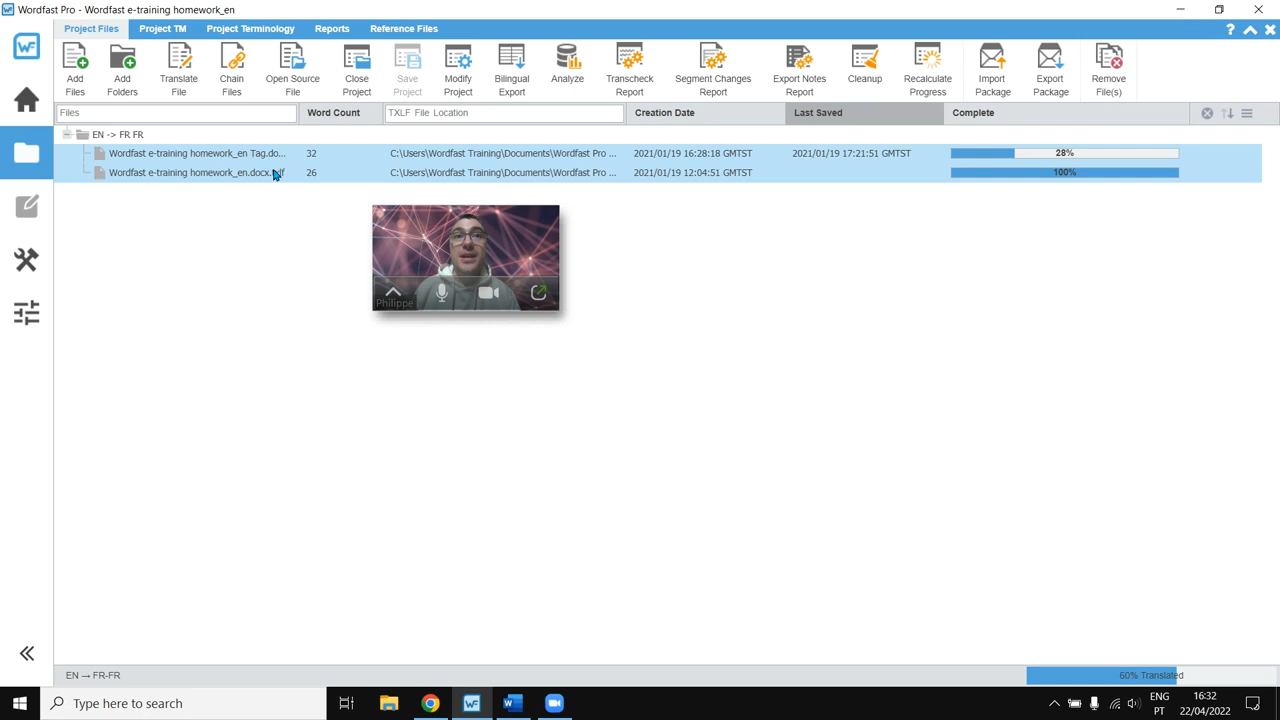 Wordfast Pro - Wordfast e-training homework_en
Project Files Project TM Project Terminology Reports Reference Files
Add Files
Add Folders
Translate File
Chain Files
Open Source File
Close Project
Save Project
Modify Project
Bilingual Export
Analyze
Transcheck Report
Segment Changes Report
Export Notes Report
Cleanup
Recalculate Progress
Import Package
Export Package
Remove File(s)
Files Word Count TXLF File Location Creation Date Last Saved Complete
EN -> FR FR
Wordfast e-training homework_en Tag.do... 32 C:\Users\Wordfast Training\Documents\Wordfast Pro ... 2021/01/19 16:28:18 GMTST 2021/01/19 17:21:51 GMTST 28%
Wordfast e-training homework_en.docx. 26 C:\Users\Wordfast Training\Documents\Wordfast Pro ... 2021/01/19 12:04:51 GMTST 100%
Philippe
EN → FR-FR 60% Translated
Type here to search
ENG 16:32
PT 22/04/2022